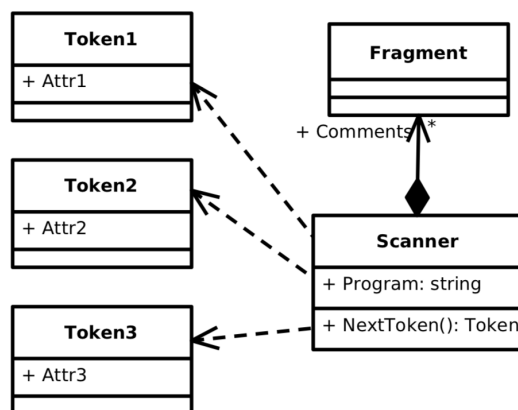 Token1
+ Attr1
Fragment
+ Comments
*
Token2
+ Attr2
Scanner
+ Program: string
+ NextToken(): Token
Token3
+ Attr3